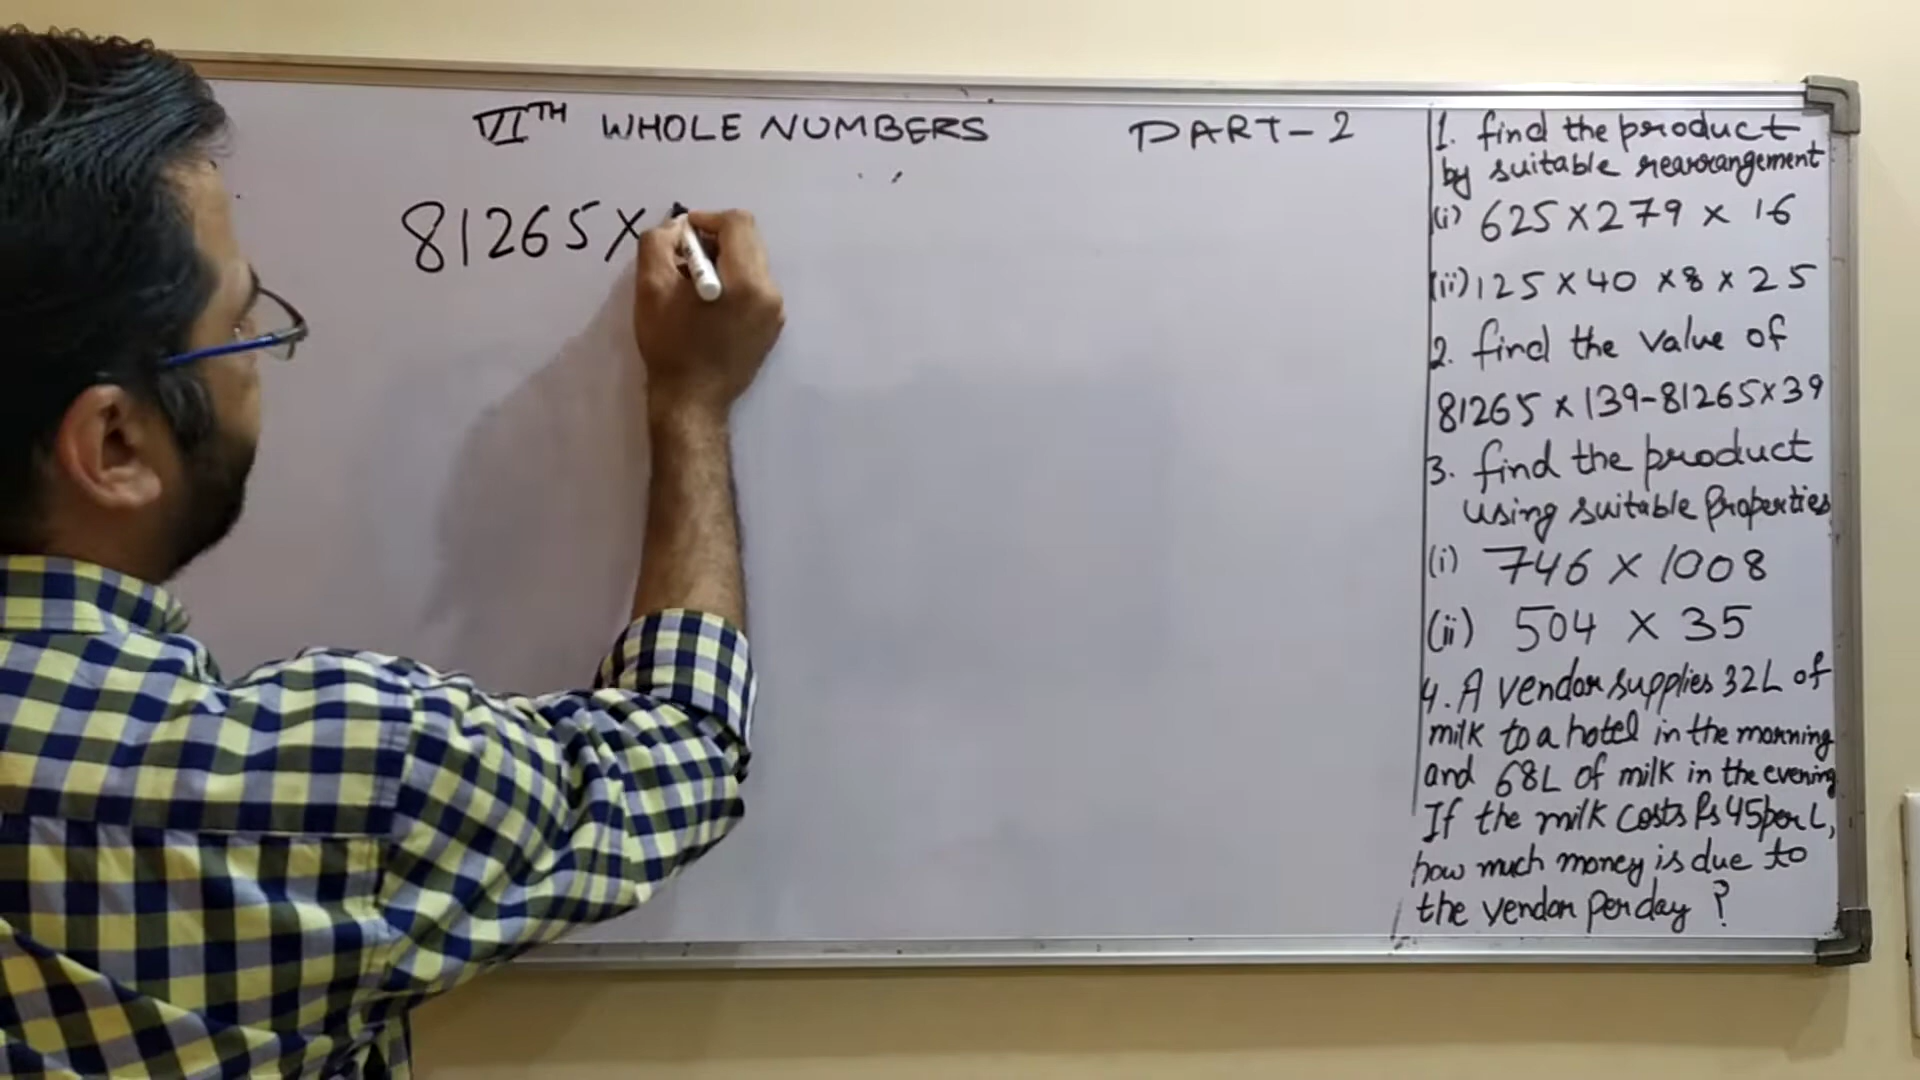 VITH WHOLE NUMBERS PART-2
81265×
1. find the product
by suitable rearrangement
(i) 625×279 × 16
(ii) 125 × 40 × 8 × 25
2. find the value of
81265 × 139-81265×39
3. find the product
using suitable Properties
(i) 746 × 1008
(ii) 504 × 35
4. A vendor supplies 32L of
milk to a hotel in the morning
and 68L of milk in the evening
If the milk costs Rs 45 per L,
how much money is due to
the vendor Per day ?